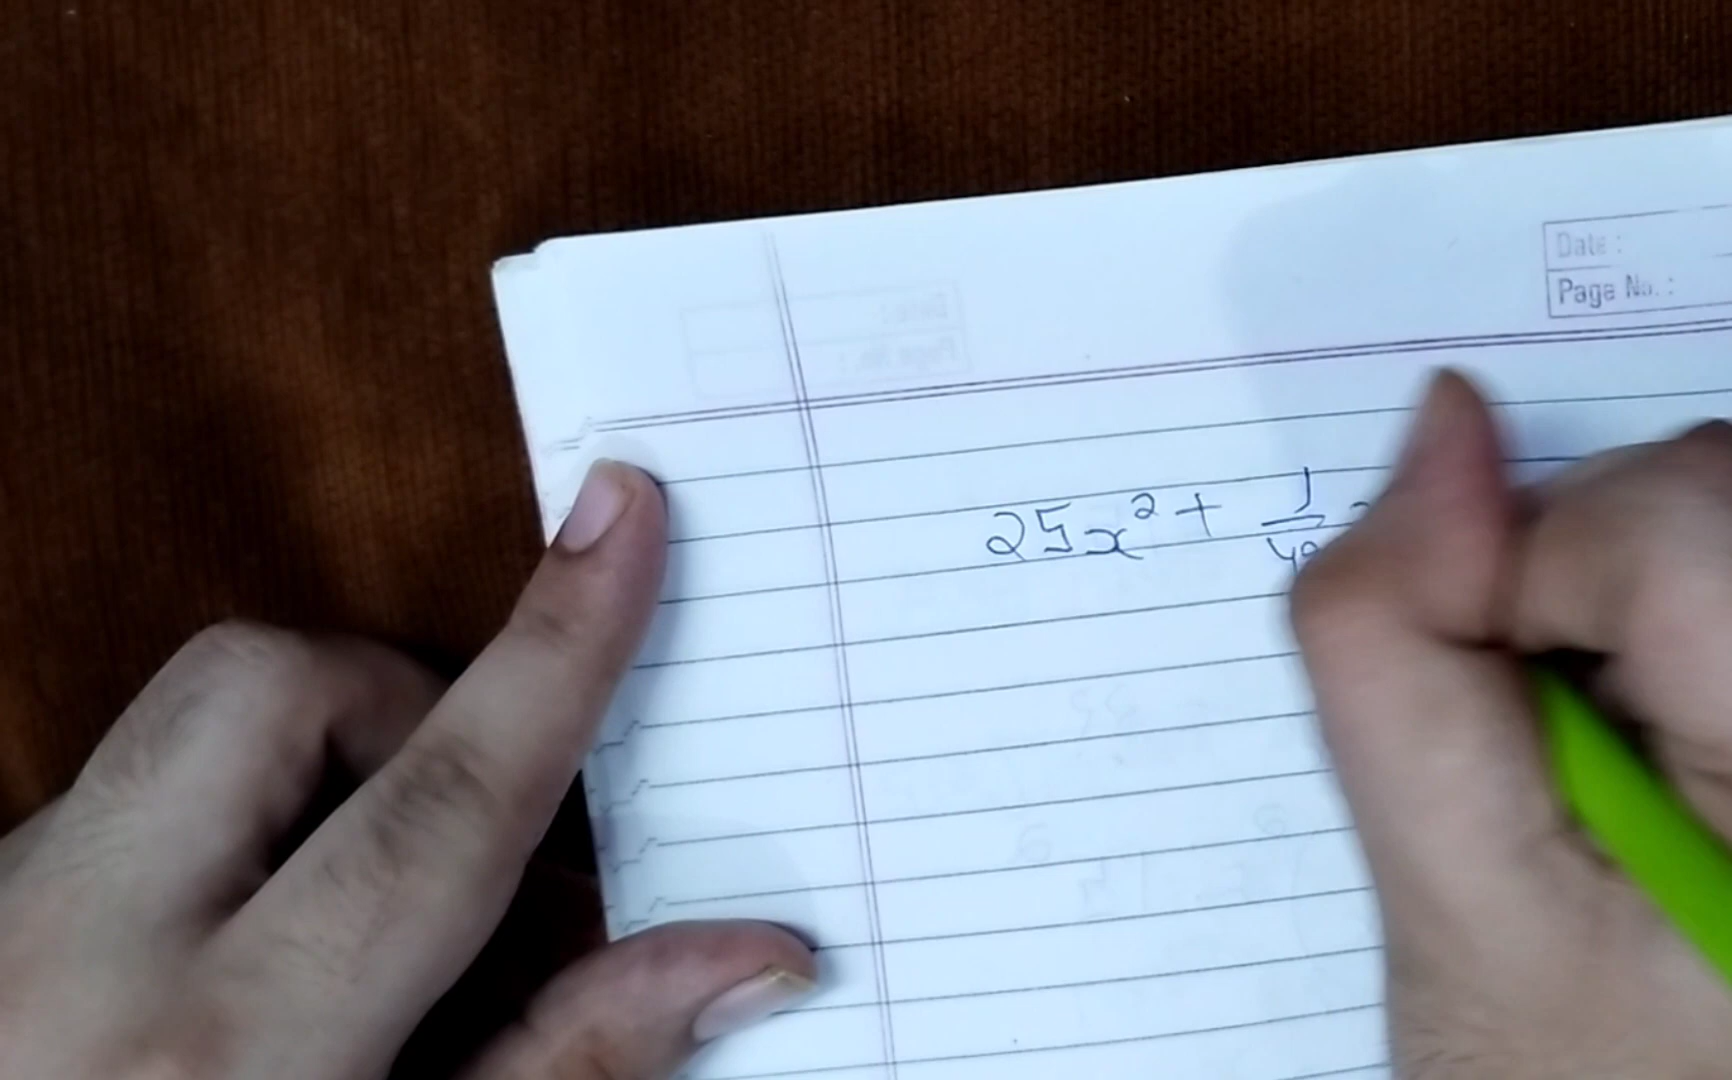 Date :
Page No. :
25x² + 1/49